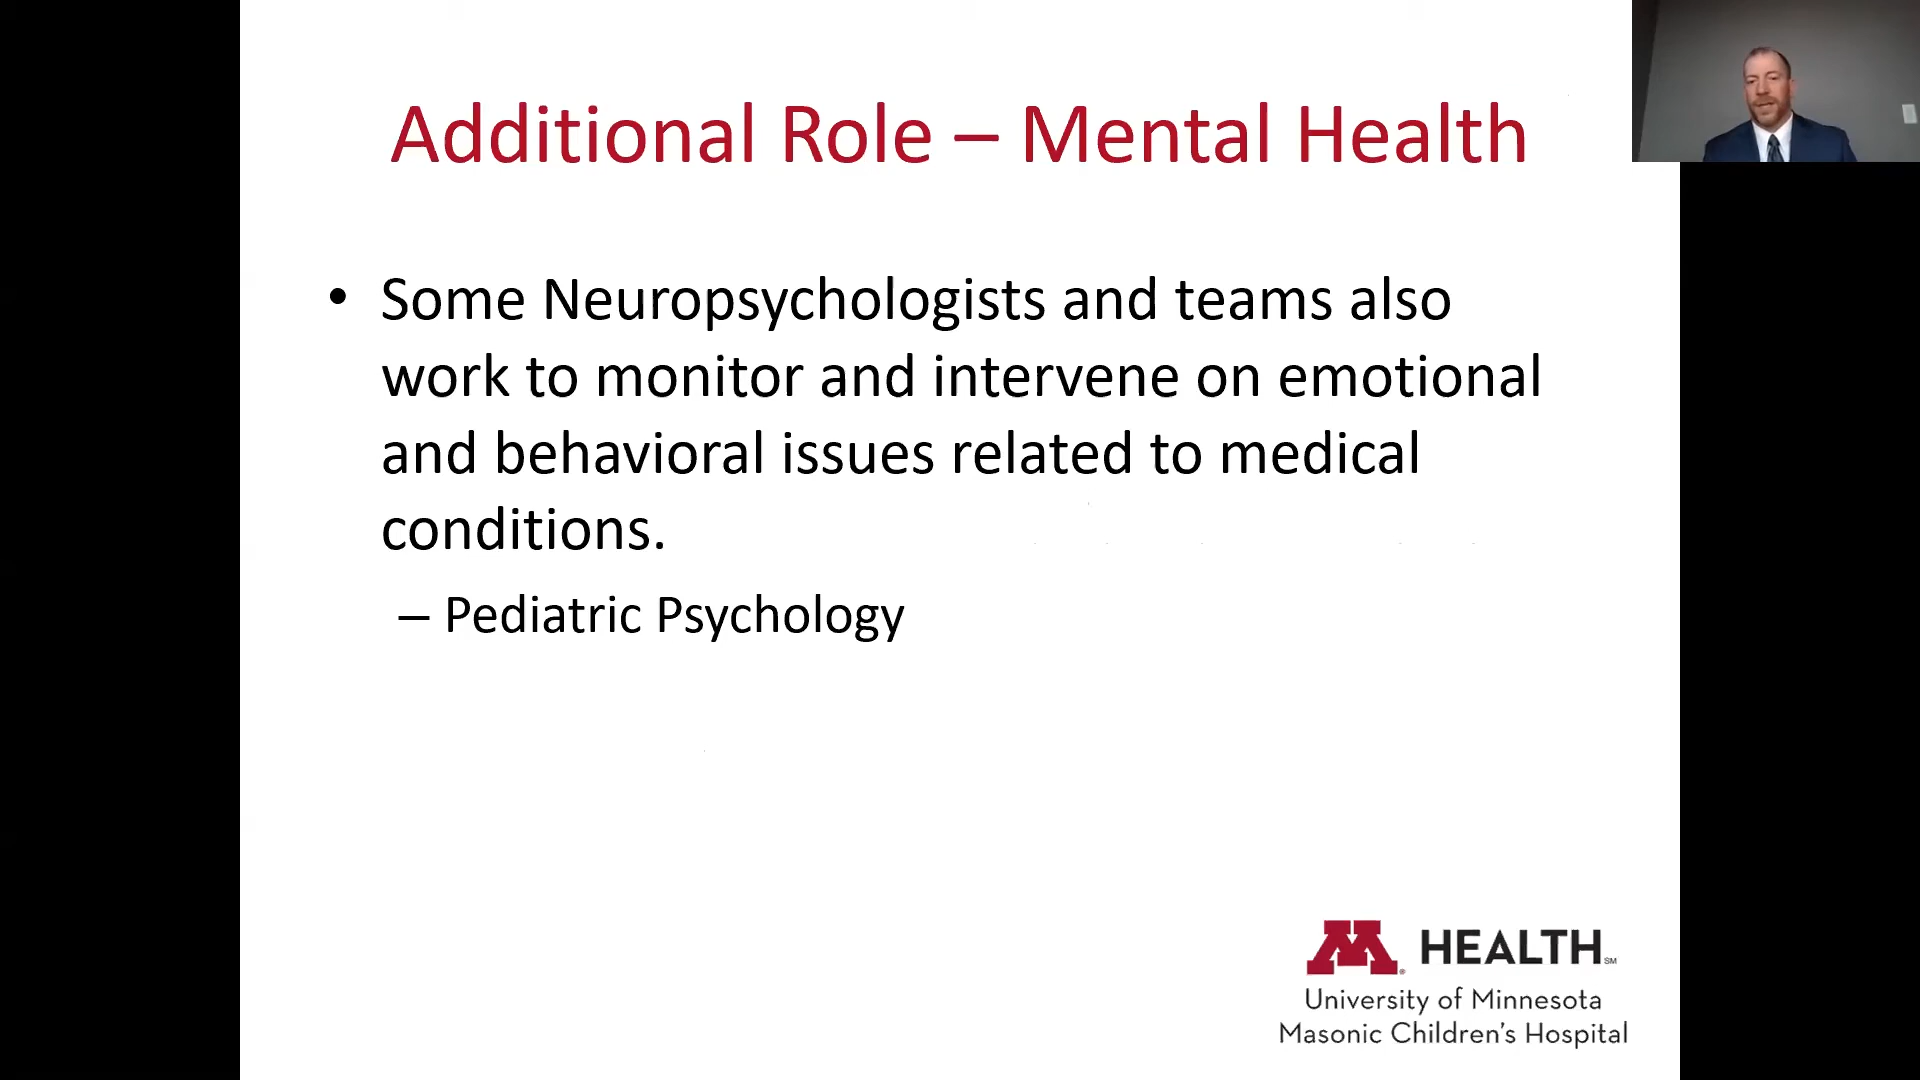 Additional Role – Mental Health
• Some Neuropsychologists and teams also
work to monitor and intervene on emotional
and behavioral issues related to medical
conditions.
– Pediatric Psychology
M® HEALTH℠
University of Minnesota
Masonic Children's Hospital